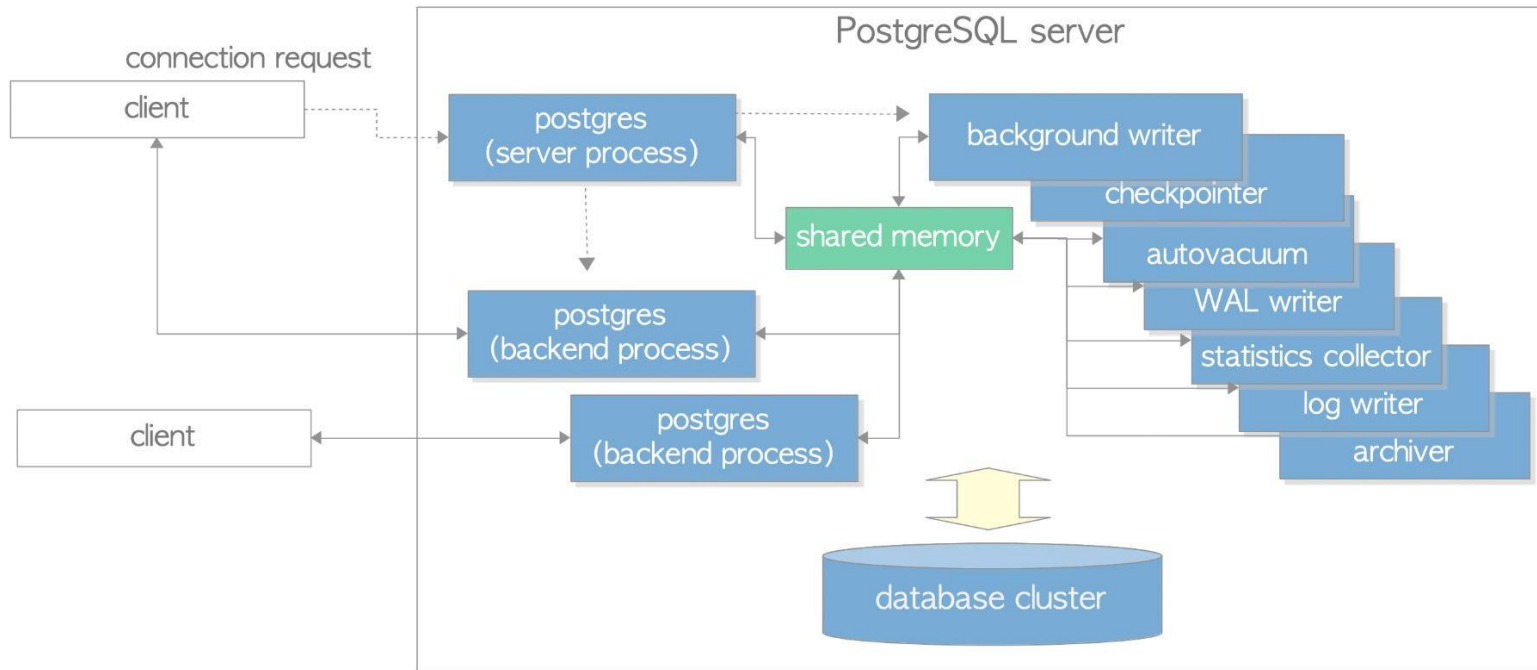 PostgreSQL server
connection request
client
postgres
(server process)
background writer
checkpointer
shared memory
autovacuum
WAL writer
postgres
(backend process)
statistics collector
log writer
client
postgres
(backend process)
archiver
database cluster